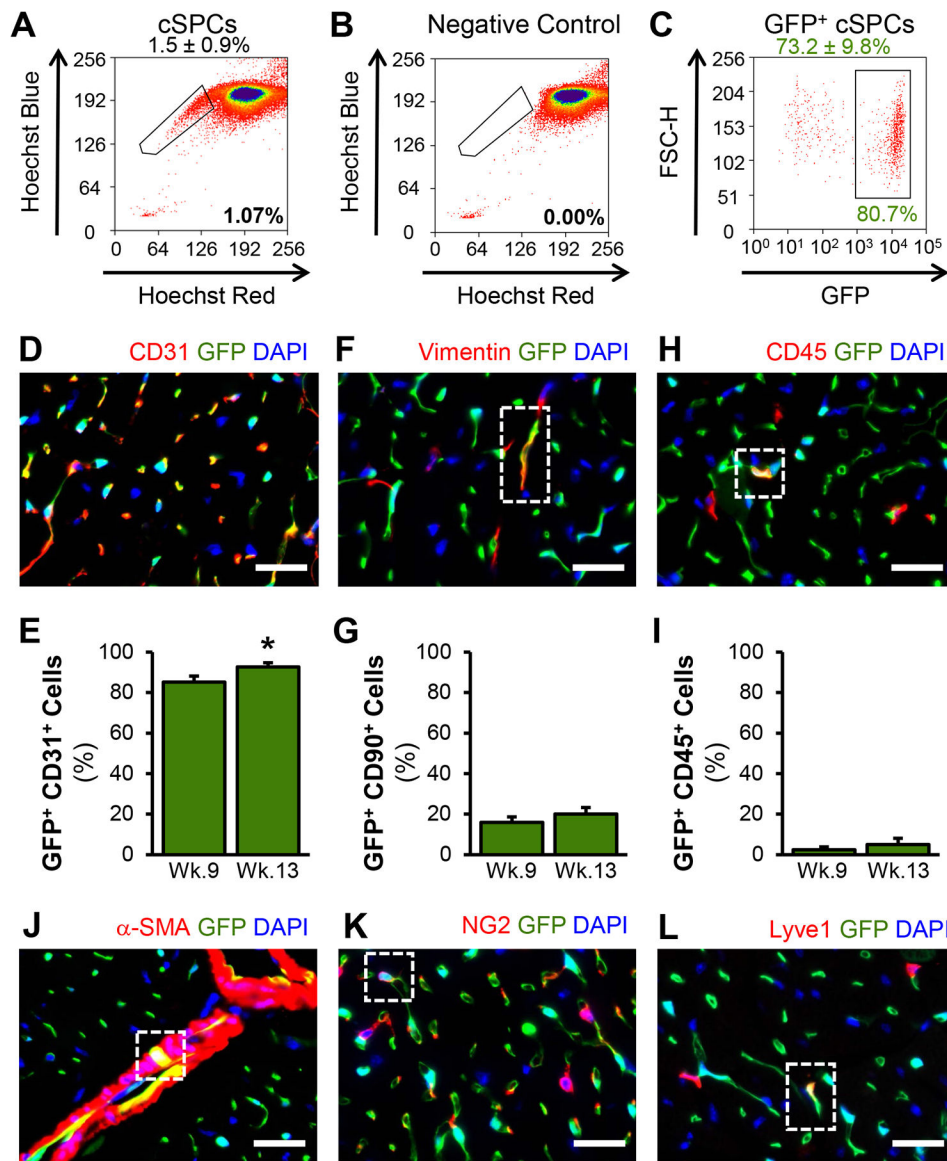 A
cSPCs
1.5 ± 0.9%
Hoechst Blue
256
192
126
64
0
1.07%
0 64 126 192 256
Hoechst Red
B
Negative Control
Hoechst Blue
256
192
126
64
0
0.00%
0 64 126 192 256
Hoechst Red
C
GFP⁺ cSPCs
73.2 ± 9.8%
FSC-H
256
204
153
102
51
0
80.7%
10⁰ 10¹ 10² 10³ 10⁴ 10⁵
GFP
D
CD31 GFP DAPI
F
Vimentin GFP DAPI
H
CD45 GFP DAPI
E
GFP⁺ CD31⁺ Cells
(%)
100
80
60
40
20
0
*
Wk.9 Wk.13
G
GFP⁺ CD90⁺ Cells
(%)
100
80
60
40
20
0
Wk.9 Wk.13
I
GFP⁺ CD45⁺ Cells
(%)
100
80
60
40
20
0
Wk.9 Wk.13
J
α-SMA GFP DAPI
K
NG2 GFP DAPI
L
Lyve1 GFP DAPI